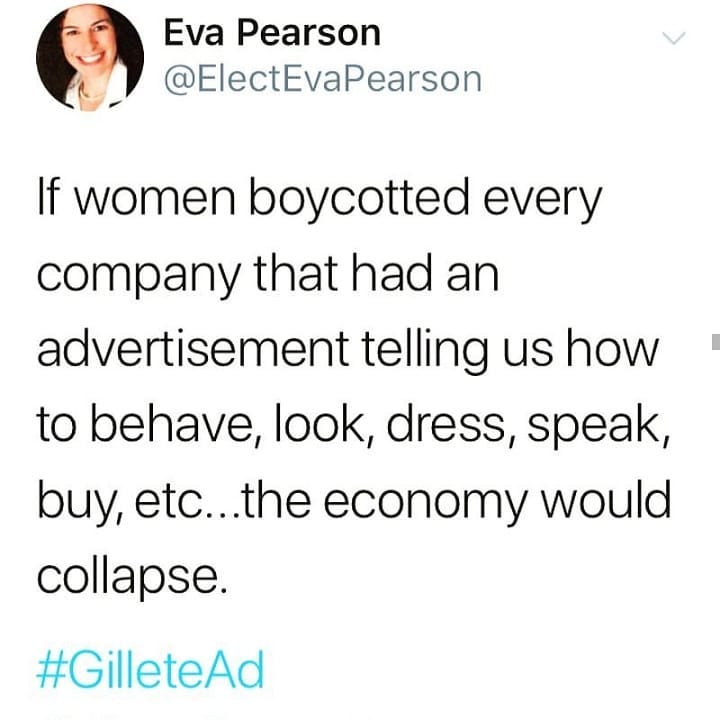 Eva Pearson
@ElectEvaPearson
If women boycotted every
company that had an
advertisement telling us how
to behave, look, dress, speak,
buy, etc...the economy would
collapse.
#GilleteAd